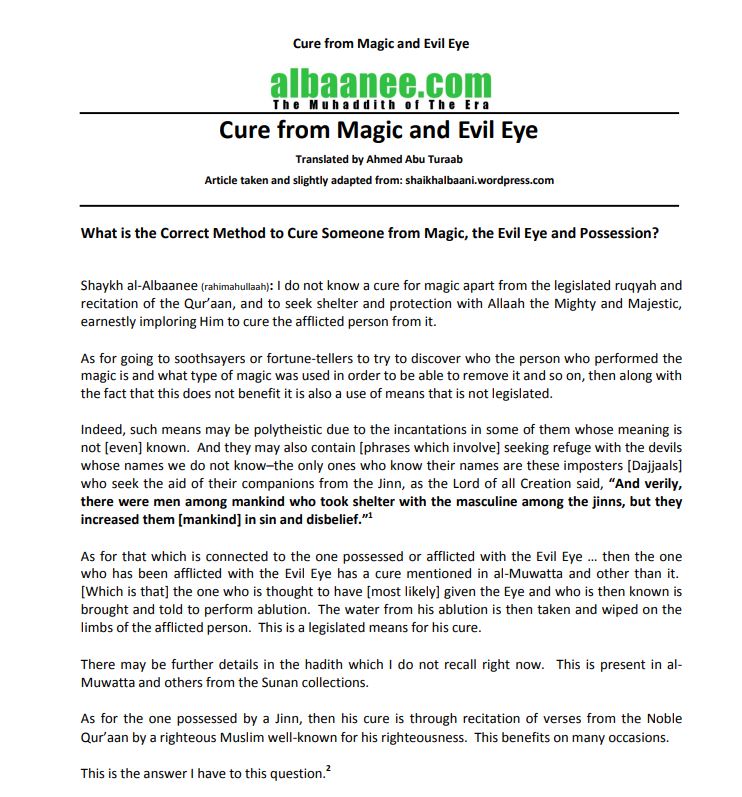 Cure from Magic and Evil Eye
albaanee.com
The Muhaddith of The Era
Cure from Magic and Evil Eye
Translated by Ahmed Abu Turaab
Article taken and slightly adapted from: shaikhalbaani.wordpress.com
What is the Correct Method to Cure Someone from Magic, the Evil Eye and Possession?
Shaykh al-Albaanee (rahimahullaah): I do not know a cure for magic apart from the legislated ruqyah and
recitation of the Qur’aan, and to seek shelter and protection with Allaah the Mighty and Majestic,
earnestly imploring Him to cure the afflicted person from it.
As for going to soothsayers or fortune-tellers to try to discover who the person who performed the
magic is and what type of magic was used in order to be able to remove it and so on, then along with
the fact that this does not benefit it is also a use of means that is not legislated.
Indeed, such means may be polytheistic due to the incantations in some of them whose meaning is
not [even] known. And they may also contain [phrases which involve] seeking refuge with the devils
whose names we do not know–the only ones who know their names are these imposters [Dajjaals]
who seek the aid of their companions from the Jinn, as the Lord of all Creation said, “And verily,
there were men among mankind who took shelter with the masculine among the jinns, but they
increased them [mankind] in sin and disbelief.”1
As for that which is connected to the one possessed or afflicted with the Evil Eye … then the one
who has been afflicted with the Evil Eye has a cure mentioned in al-Muwatta and other than it.
[Which is that] the one who is thought to have [most likely] given the Eye and who is then known is
brought and told to perform ablution. The water from his ablution is then taken and wiped on the
limbs of the afflicted person. This is a legislated means for his cure.
There may be further details in the hadith which I do not recall right now. This is present in al-
Muwatta and others from the Sunan collections.
As for the one possessed by a Jinn, then his cure is through recitation of verses from the Noble
Qur’aan by a righteous Muslim well-known for his righteousness. This benefits on many occasions.
This is the answer I have to this question.2